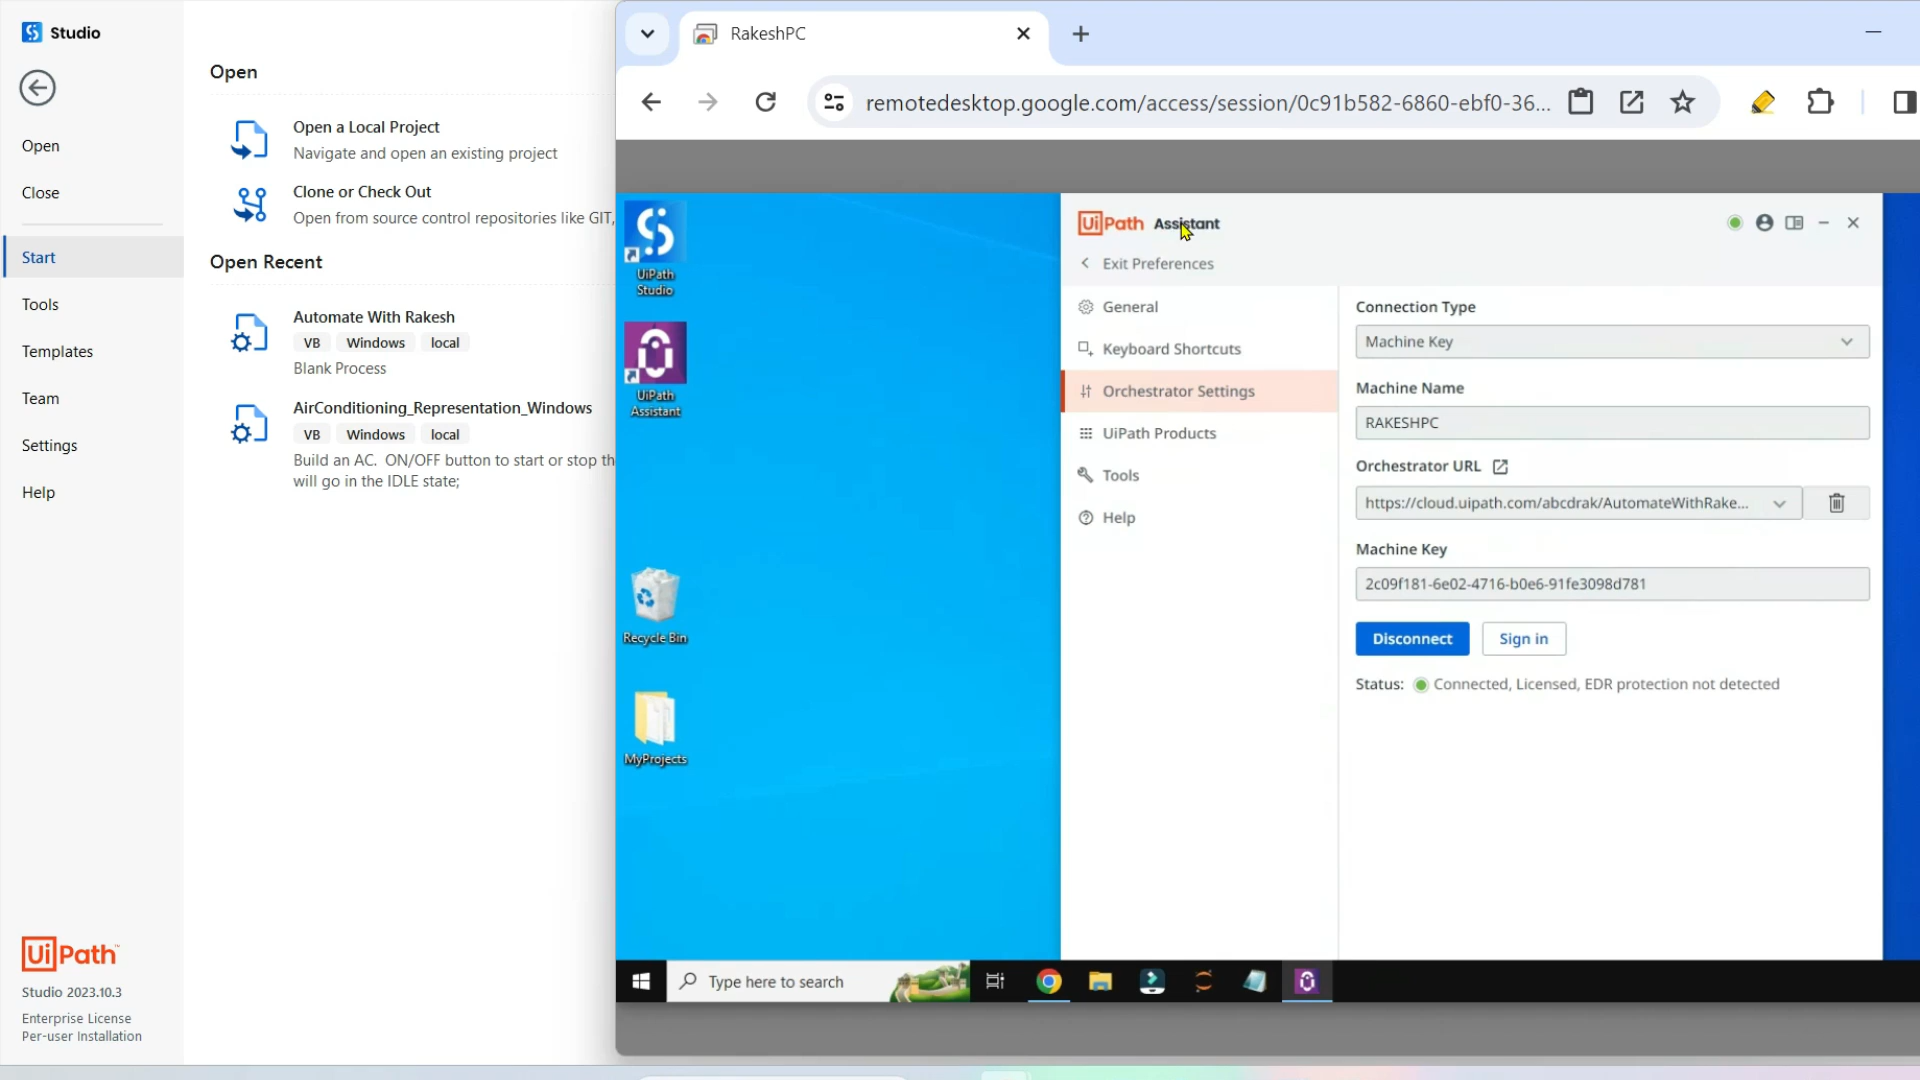 Studio
Open
Close
Start
Tools
Templates
Team
Settings
Help
UiPath
Studio 2023.10.3
Enterprise License
Per-user Installation
Open
Open a Local Project
Navigate and open an existing project
Clone or Check Out
Open from source control repositories like GIT,
Open Recent
Automate With Rakesh
VB Windows local
Blank Process
AirConditioning_Representation_Windows
VB Windows local
Build an AC. ON/OFF button to start or stop th
will go in the IDLE state;
RakeshPC
remotedesktop.google.com/access/session/0c91b582-6860-ebf0-36...
UiPath
Studio
UiPath
Assistant
Recycle Bin
MyProjects
UiPath Assistant
Exit Preferences
General
Keyboard Shortcuts
Orchestrator Settings
UiPath Products
Tools
Help
Connection Type
Machine Key
Machine Name
RAKESHPC
Orchestrator URL
https://cloud.uipath.com/abcdrak/AutomateWithRake...
Machine Key
2c09f181-6e02-4716-b0e6-91fe3098d781
Disconnect Sign in
Status: Connected, Licensed, EDR protection not detected
Type here to search